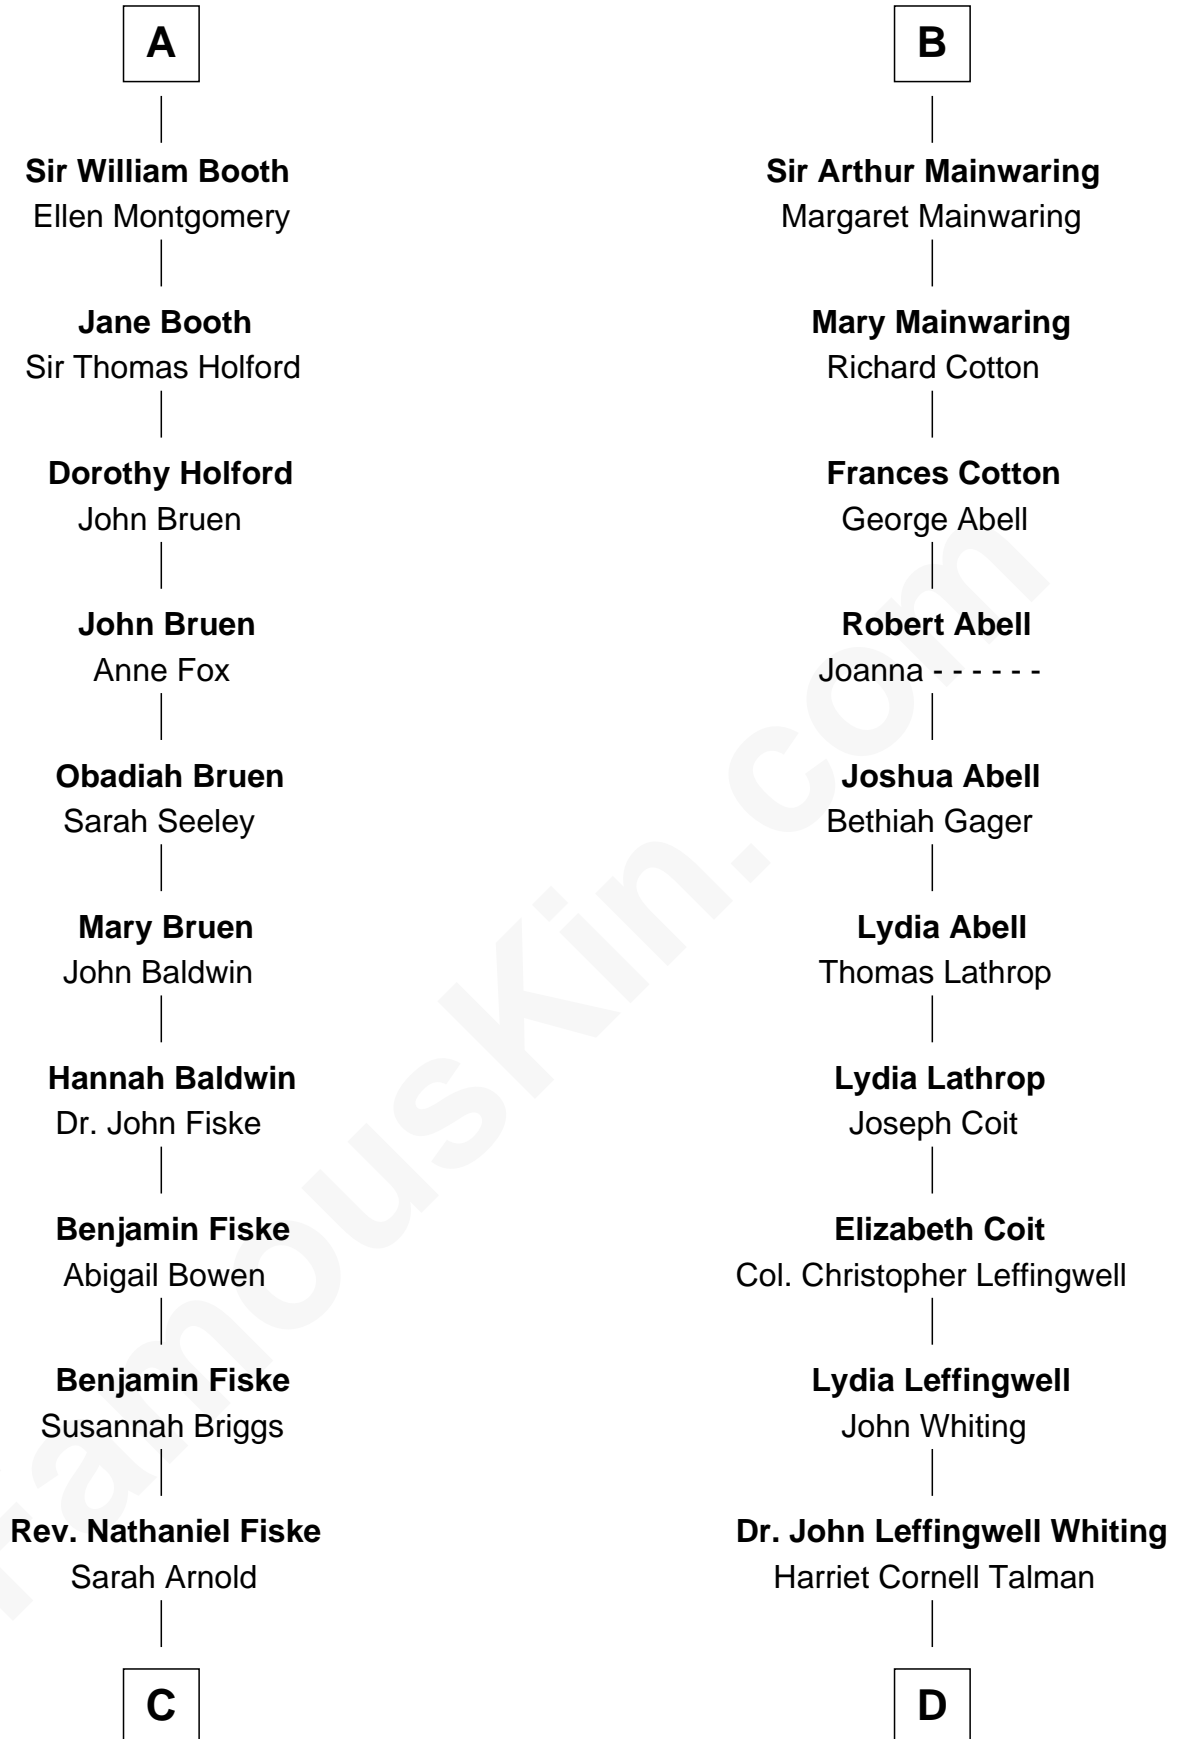 A
Sir William Booth
Ellen Montgomery
Jane Booth
Sir Thomas Holford
Dorothy Holford
John Bruen
John Bruen
Anne Fox
Obadiah Bruen
Sarah Seeley
Mary Bruen
John Baldwin
Hannah Baldwin
Dr. John Fiske
Benjamin Fiske
Abigail Bowen
Benjamin Fiske
Susannah Briggs
Rev. Nathaniel Fiske
Sarah Arnold
C
B
Sir Arthur Mainwaring
Margaret Mainwaring
Mary Mainwaring
Richard Cotton
Frances Cotton
George Abell
Robert Abell
Joanna - - - - - -
Joshua Abell
Bethiah Gager
Lydia Abell
Thomas Lathrop
Lydia Lathrop
Joseph Coit
Elizabeth Coit
Col. Christopher Leffingwell
Lydia Leffingwell
John Whiting
Dr. John Leffingwell Whiting
Harriet Cornell Talman
D
FamousKin.com